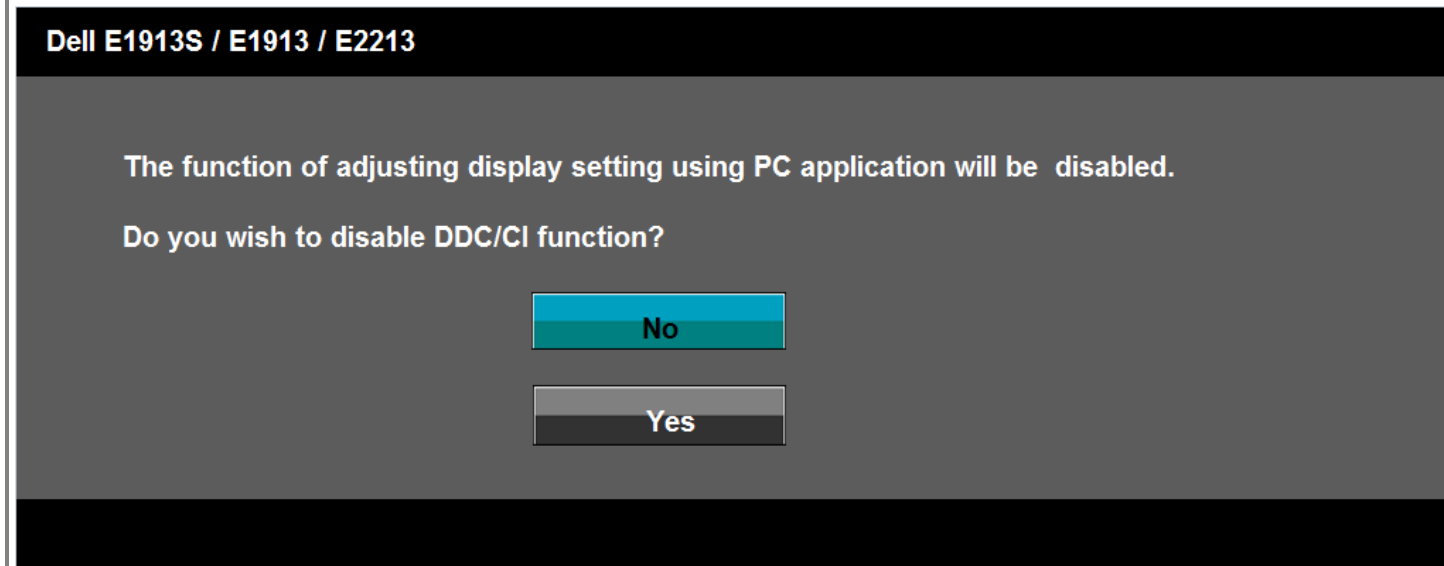 Dell E1913S / E1913 / E2213
The function of adjusting display setting using PC application will be  disabled.
Do you wish to disable DDC/CI function?
No
Yes